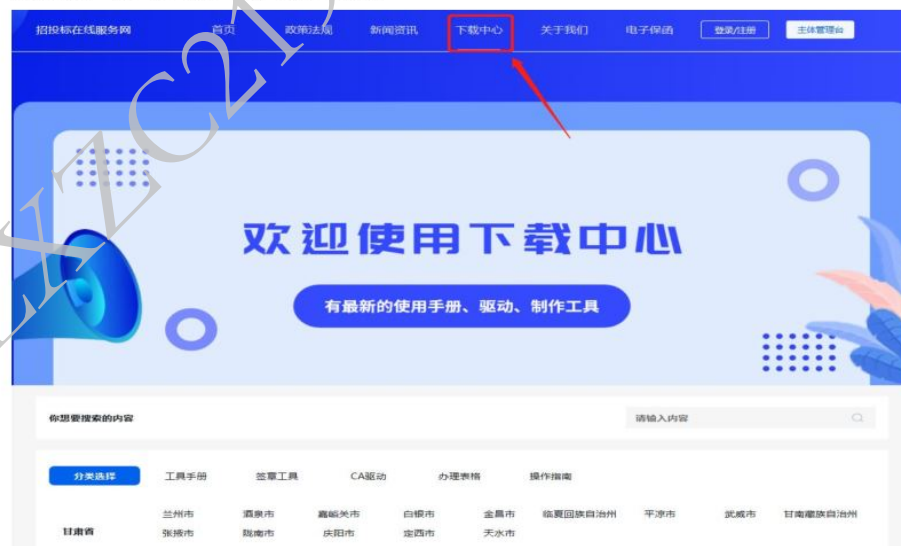 招投标在线服务网 首页 政策法规 新闻资讯 下载中心 关于我们 电子保函 登录/注册 主体管理台
欢迎使用下载中心
有最新的使用手册、驱动、制作工具
你想要搜索的内容 请输入内容
分类选择 工具手册 签章工具 CA驱动 办理表格 操作指南
兰州市 酒泉市 嘉峪关市 白银市 金昌市 临夏回族自治州 平凉市 武威市 甘南藏族自治州
甘肃省 张掖市 陇南市 庆阳市 定西市 天水市